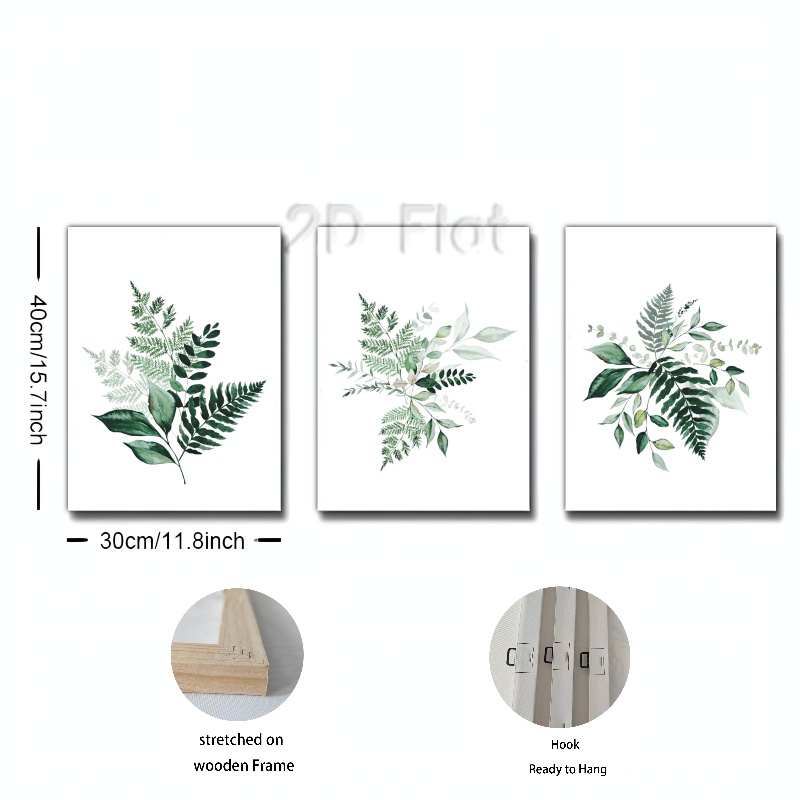 2D Flat
40cm/15.7inch
30cm/11.8inch
stretched on
wooden Frame
Hook
Ready to Hang